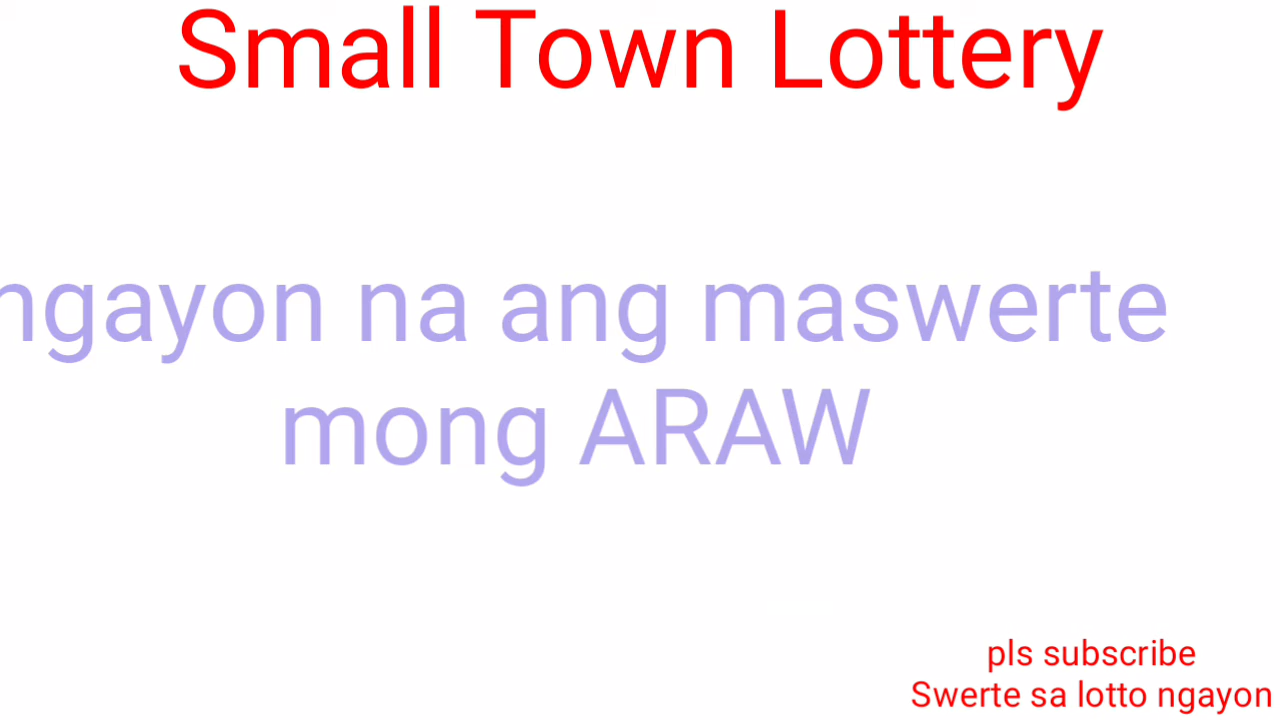 Small Town Lottery
ngayon na ang maswerte
mong ARAW
pls subscribe
Swerte sa lotto ngayon